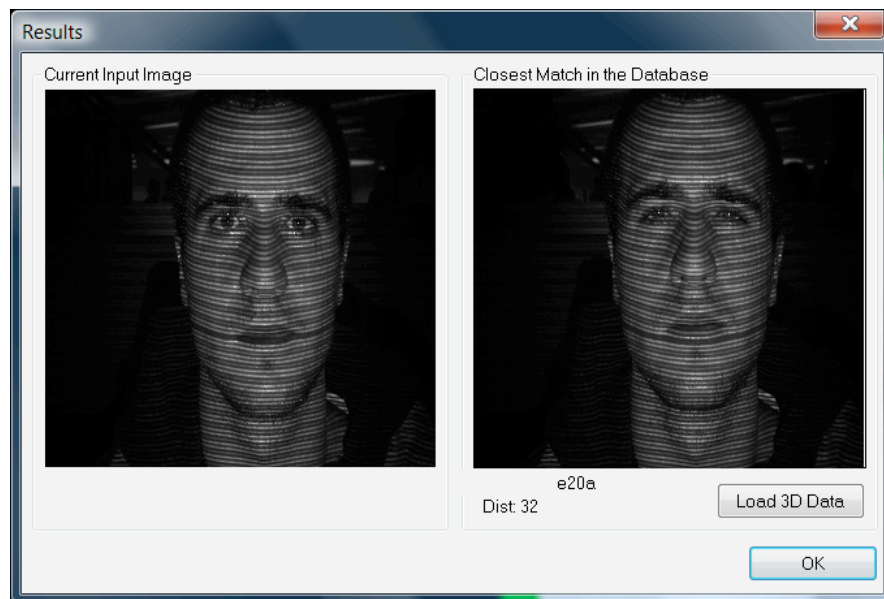 Results
Current Input Image
Closest Match in the Database
e20a
Dist: 32
Load 3D Data
OK